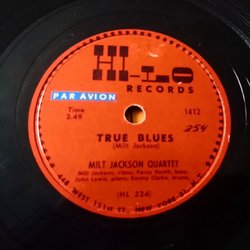 HI-LO
RECORDS
PAR AVION
Time
2.49
1412
254
TRUE BLUES
(Milt Jackson)
MILT JACKSON QUARTET
Milt Jackson, vibes, Percy Heath, bass,
John Lewis, piano, Kenny Clarke, drums
(HL 324)
448 WEST 151st ST., NEW YORK